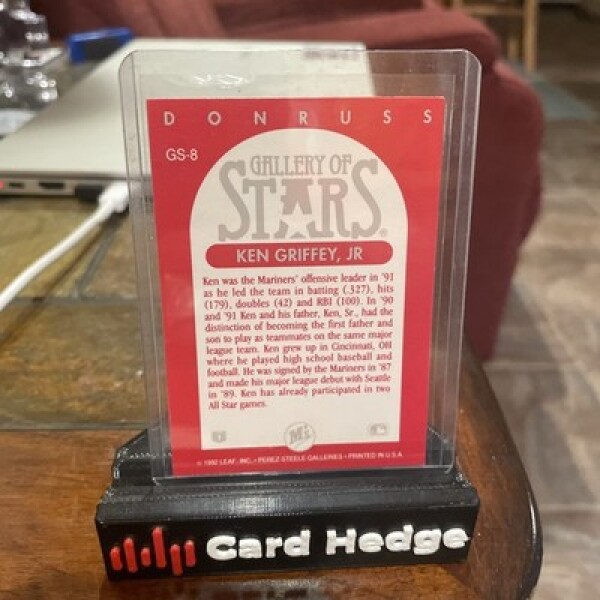 DONRUSS
GS-8
GALLERY OF
STARS
KEN GRIFFEY, JR
Ken was the Mariners' offensive leader in '91
as he led the team in batting (.327), hits
(179), doubles (42) and RBI (100). In '90
and '91 Ken and his father, Ken, Sr., had the
distinction of becoming the first father and
son to play as teammates on the same major
league team. Ken grew up in Cincinnati, OH
where he played high school baseball and
football. He was signed by the Mariners in '87
and made his major league debut with Seattle
in '89. Ken has already participated in two
All Star games.
© 1992 LEAF, INC. • PEREZ-STEELE GALLERIES • PRINTED IN U.S.A.
Card Hedge